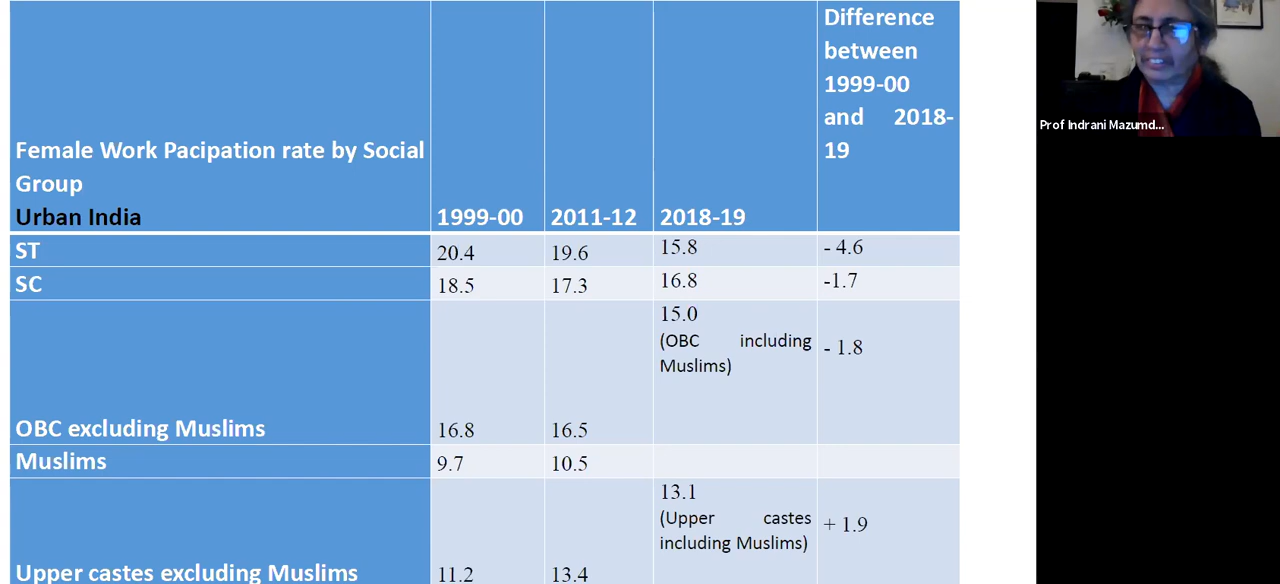 Female Work Pacipation rate by Social
Group
Urban India
1999-00
2011-12
2018-19
Difference
between
1999-00
and 2018-
19
ST
20.4
19.6
15.8
- 4.6
SC
18.5
17.3
16.8
-1.7
OBC excluding Muslims
16.8
16.5
15.0
(OBC including
Muslims)
- 1.8
Muslims
9.7
10.5
Upper castes excluding Muslims
11.2
13.4
13.1
(Upper castes
including Muslims)
+ 1.9
Prof Indrani Mazumd...